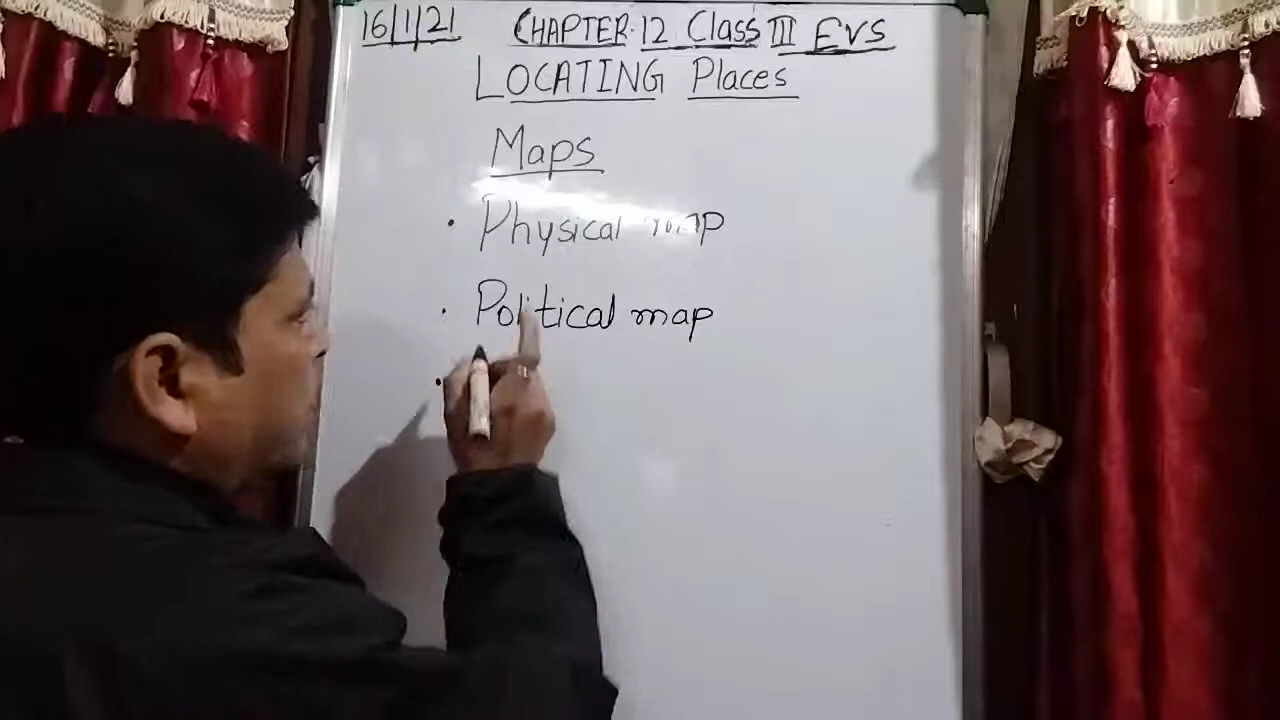 16/1/21 CHAPTER 12 Class III EVS
LOCATING Places
Maps
• Physical map
• Political map
•